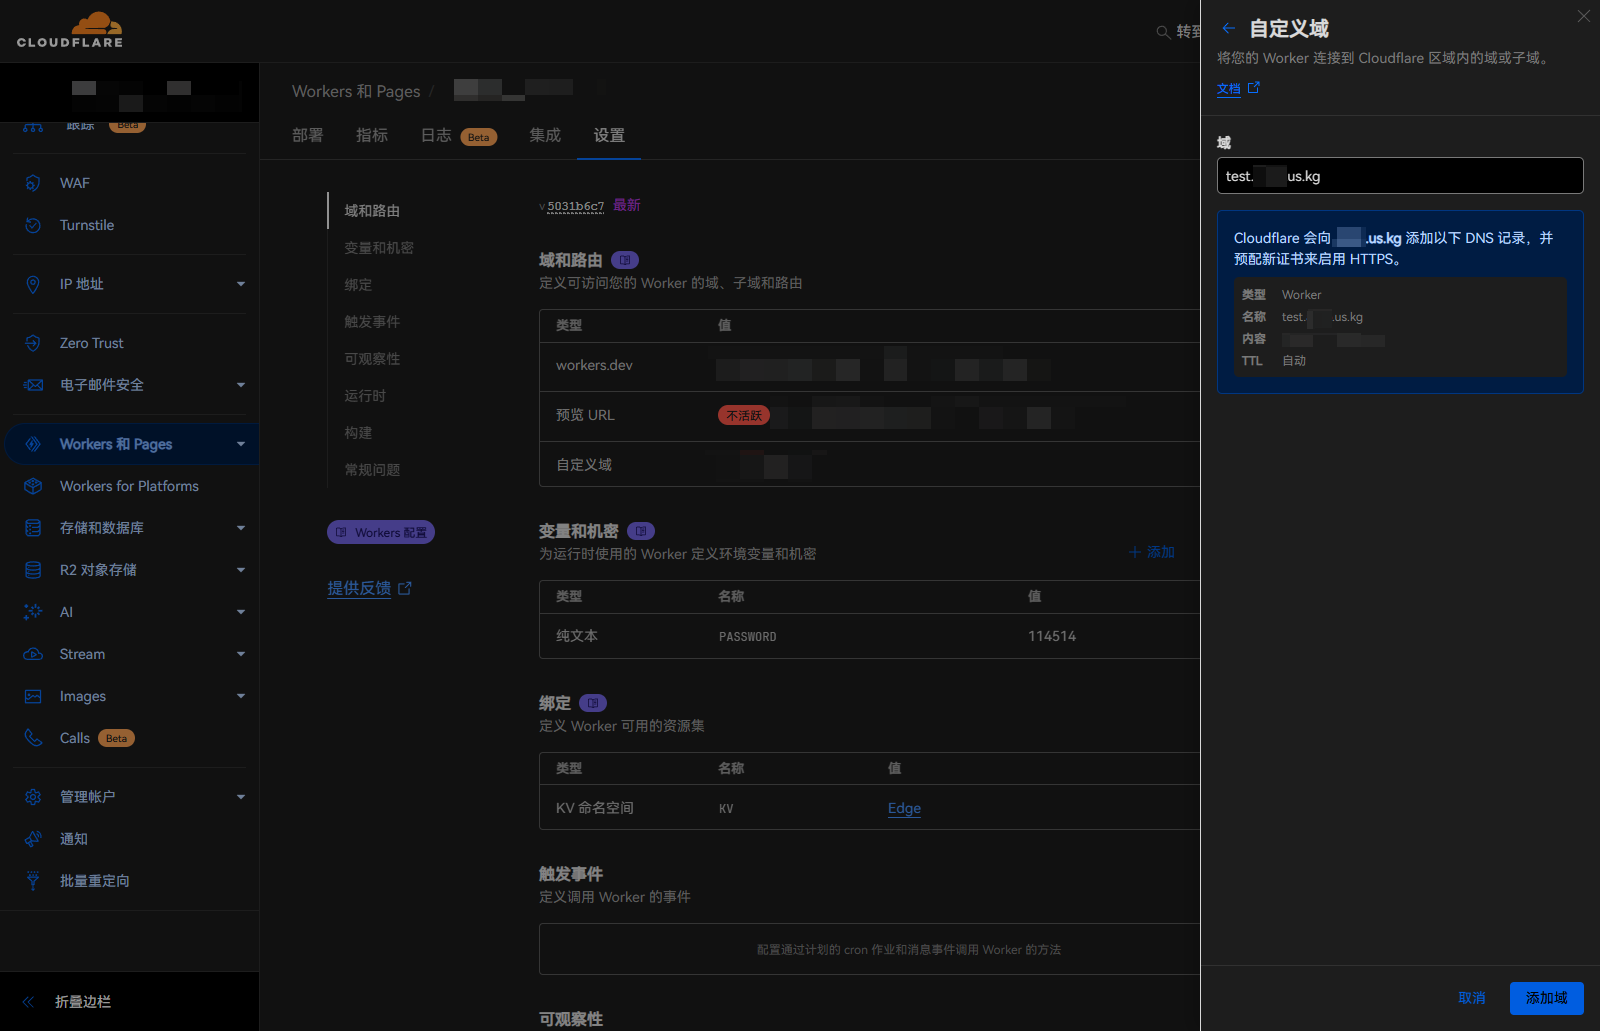 CLOUDFLARE
转到
跟踪 Beta
WAF
Turnstile
IP 地址
Zero Trust
电子邮件安全
Workers 和 Pages
Workers for Platforms
存储和数据库
R2 对象存储
AI
Stream
Images
Calls Beta
管理帐户
通知
批量重定向
折叠边栏
Workers 和 Pages /
部署 指标 日志 Beta 集成 设置
域和路由
变量和机密
绑定
触发事件
可观察性
运行时
构建
常规问题
Workers 配置
提供反馈
v 5031b6c7 最新
域和路由
定义可访问您的 Worker 的域、子域和路由
类型 值
workers.dev
预览 URL 不活跃
自定义域
变量和机密
为运行时使用的 Worker 定义环境变量和机密
+ 添加
类型 名称 值
纯文本 PASSWORD 114514
绑定
定义 Worker 可用的资源集
类型 名称 值
KV 命名空间 KV Edge
触发事件
定义调用 Worker 的事件
配置通过计划的 cron 作业和消息事件调用 Worker 的方法
可观察性
自定义域
将您的 Worker 连接到 Cloudflare 区域内的域或子域。
文档
域
test. us.kg
Cloudflare 会向 .us.kg 添加以下 DNS 记录，并
预配新证书来启用 HTTPS。
类型 Worker
名称 test. .us.kg
内容
TTL 自动
取消 添加域